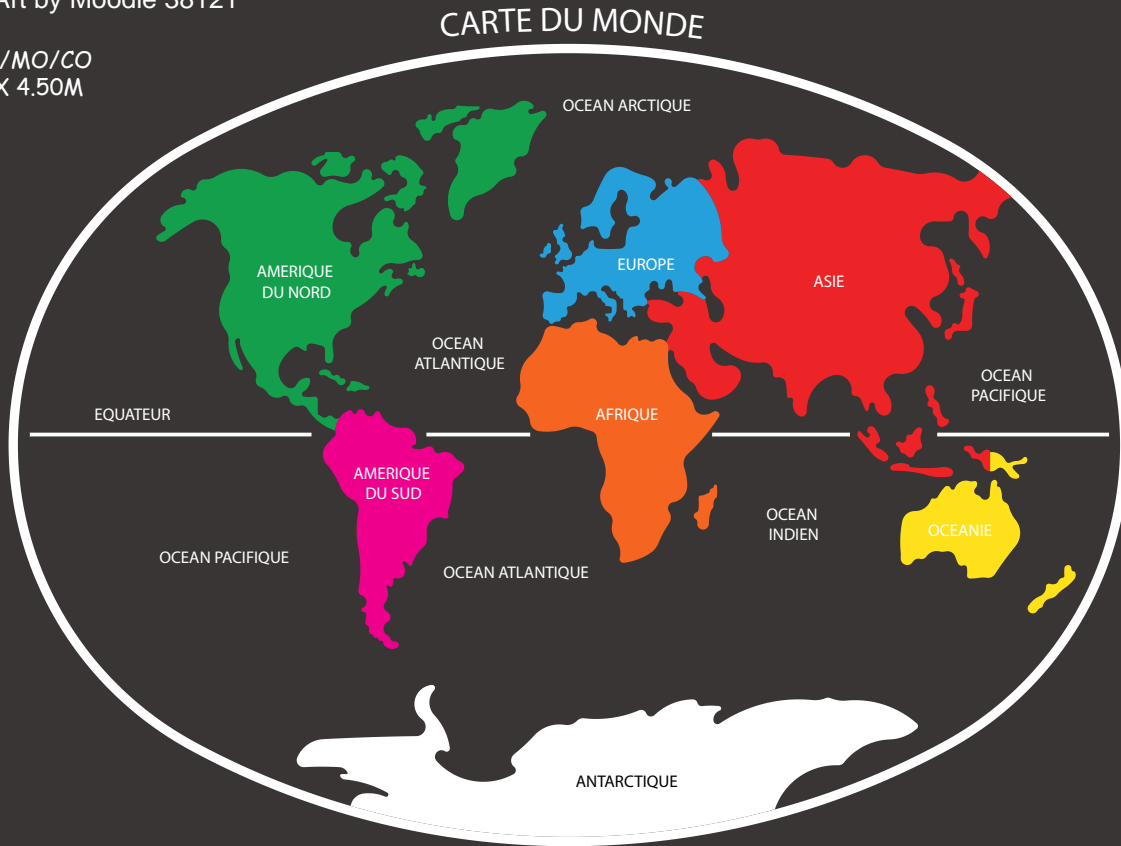 Art by Moodie 38121
CARTE DU MONDE
/MO/CO
X 4.50M
OCEAN ARCTIQUE
AMERIQUE
DU NORD
EUROPE
ASIE
OCEAN
ATLANTIQUE
OCEAN
PACIFIQUE
EQUATEUR
AFRIQUE
AMERIQUE
DU SUD
OCEAN
INDIEN
OCEANIE
OCEAN PACIFIQUE
OCEAN ATLANTIQUE
ANTARCTIQUE